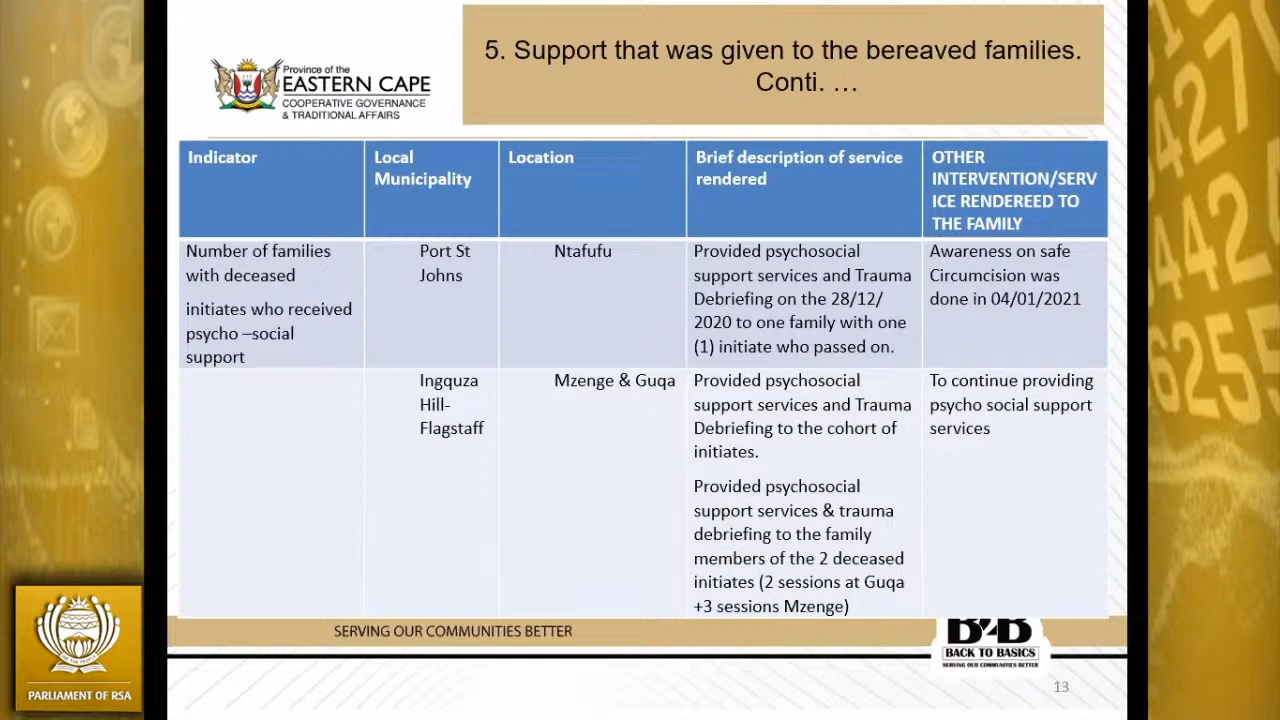 5. Support that was given to the bereaved families.
Conti. …
Province of the
EASTERN CAPE
COOPERATIVE GOVERNANCE
& TRADITIONAL AFFAIRS
Indicator
Local
Municipality
Location
Brief description of service
rendered
OTHER
INTERVENTION/SERV
ICE RENDEREED TO
THE FAMILY
Number of families
with deceased
initiates who received
psycho –social
support
Port St
Johns
Ntafufu
Provided psychosocial
support services and Trauma
Debriefing on the 28/12/
2020 to one family with one
(1) initiate who passed on.
Awareness on safe
Circumcision was
done in 04/01/2021
Ingquza
Hill-
Flagstaff
Mzenge & Guqa
Provided psychosocial
support services and Trauma
Debriefing to the cohort of
initiates.
Provided psychosocial
support services & trauma
debriefing to the family
members of the 2 deceased
initiates (2 sessions at Guqa
+3 sessions Mzenge)
To continue providing
psycho social support
services
SERVING OUR COMMUNITIES BETTER
B2B
BACK TO BASICS
SERVING OUR COMMUNITIES BETTER
13
PARLIAMENT OF RSA